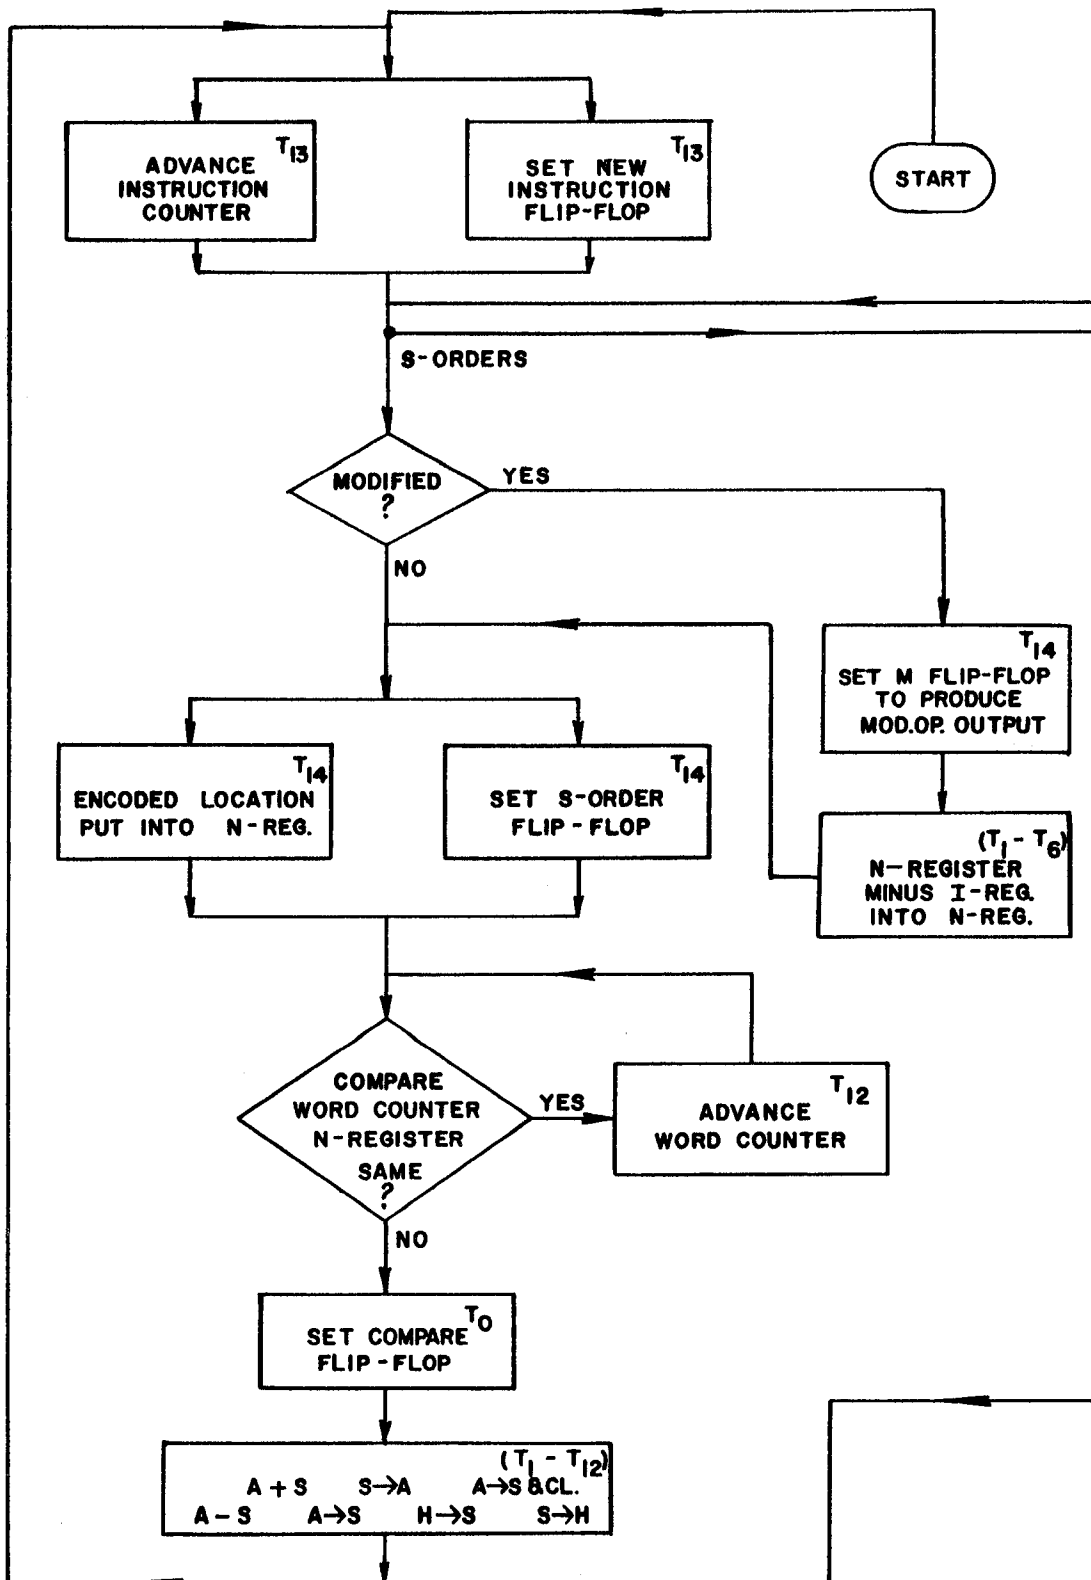 T13
ADVANCE
INSTRUCTION
COUNTER
T13
SET NEW
INSTRUCTION
FLIP-FLOP
START
S-ORDERS
MODIFIED
?
YES
NO
T14
SET M FLIP-FLOP
TO PRODUCE
MOD.OP. OUTPUT
T14
ENCODED LOCATION
PUT INTO N-REG.
T14
SET S-ORDER
FLIP-FLOP
(T1 - T6)
N-REGISTER
MINUS I-REG.
INTO N-REG.
COMPARE
WORD COUNTER
N-REGISTER
SAME
?
YES
T12
ADVANCE
WORD COUNTER
NO
T0
SET COMPARE
FLIP-FLOP
(T1 - T12)
A + S S→A A→S &CL.
A - S A→S H→S S→H